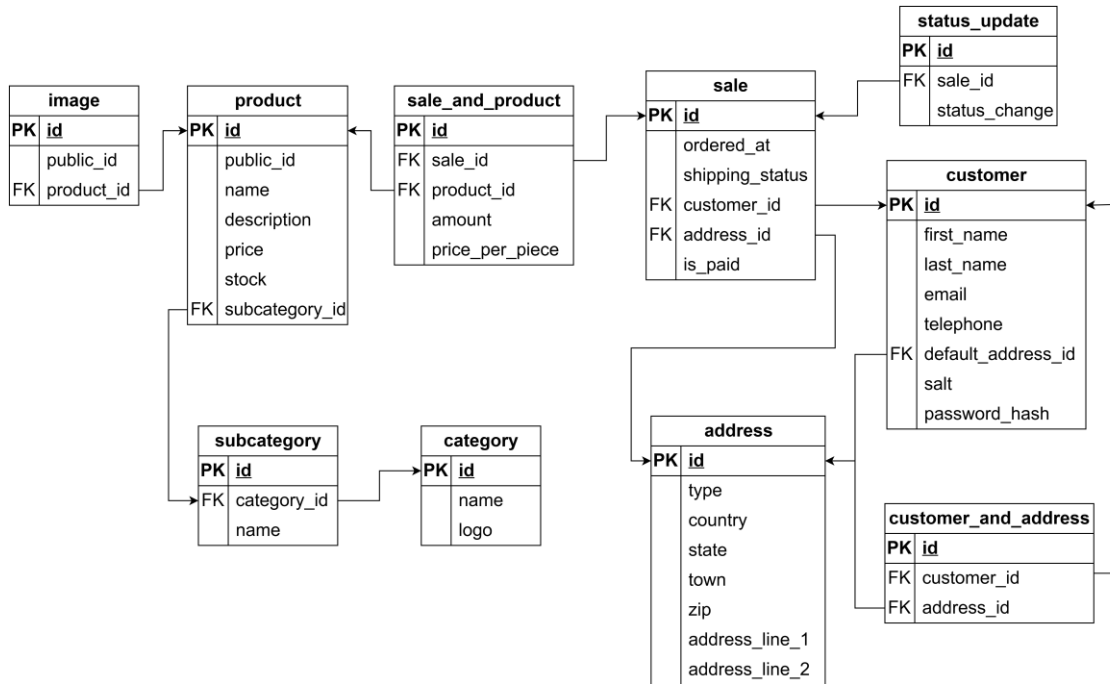 image
PK id
public_id
FK product_id
product
PK id
public_id
name
description
price
stock
FK subcategory_id
sale_and_product
PK id
FK sale_id
FK product_id
amount
price_per_piece
sale
PK id
ordered_at
shipping_status
FK customer_id
FK address_id
is_paid
status_update
PK id
FK sale_id
status_change
customer
PK id
first_name
last_name
email
telephone
FK default_address_id
salt
password_hash
subcategory
PK id
FK category_id
name
category
PK id
name
logo
address
PK id
type
country
state
town
zip
address_line_1
address_line_2
customer_and_address
PK id
FK customer_id
FK address_id